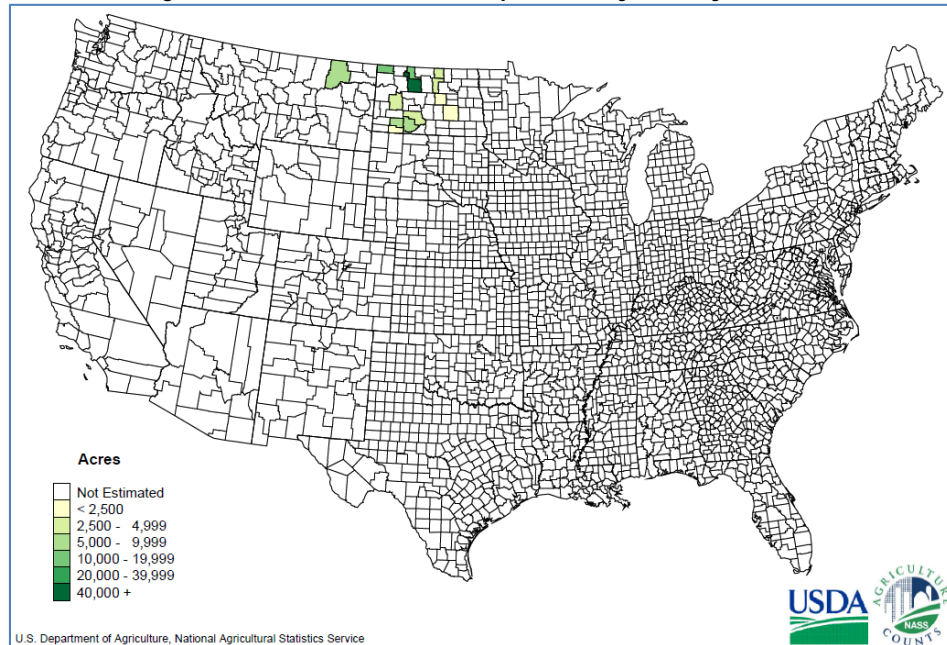 Acres
Not Estimated
< 2,500
2,500 - 4,999
5,000 - 9,999
10,000 - 19,999
20,000 - 39,999
40,000 +
USDA
AGRICULTURE
NASS
COUNTS
U.S. Department of Agriculture, National Agricultural Statistics Service